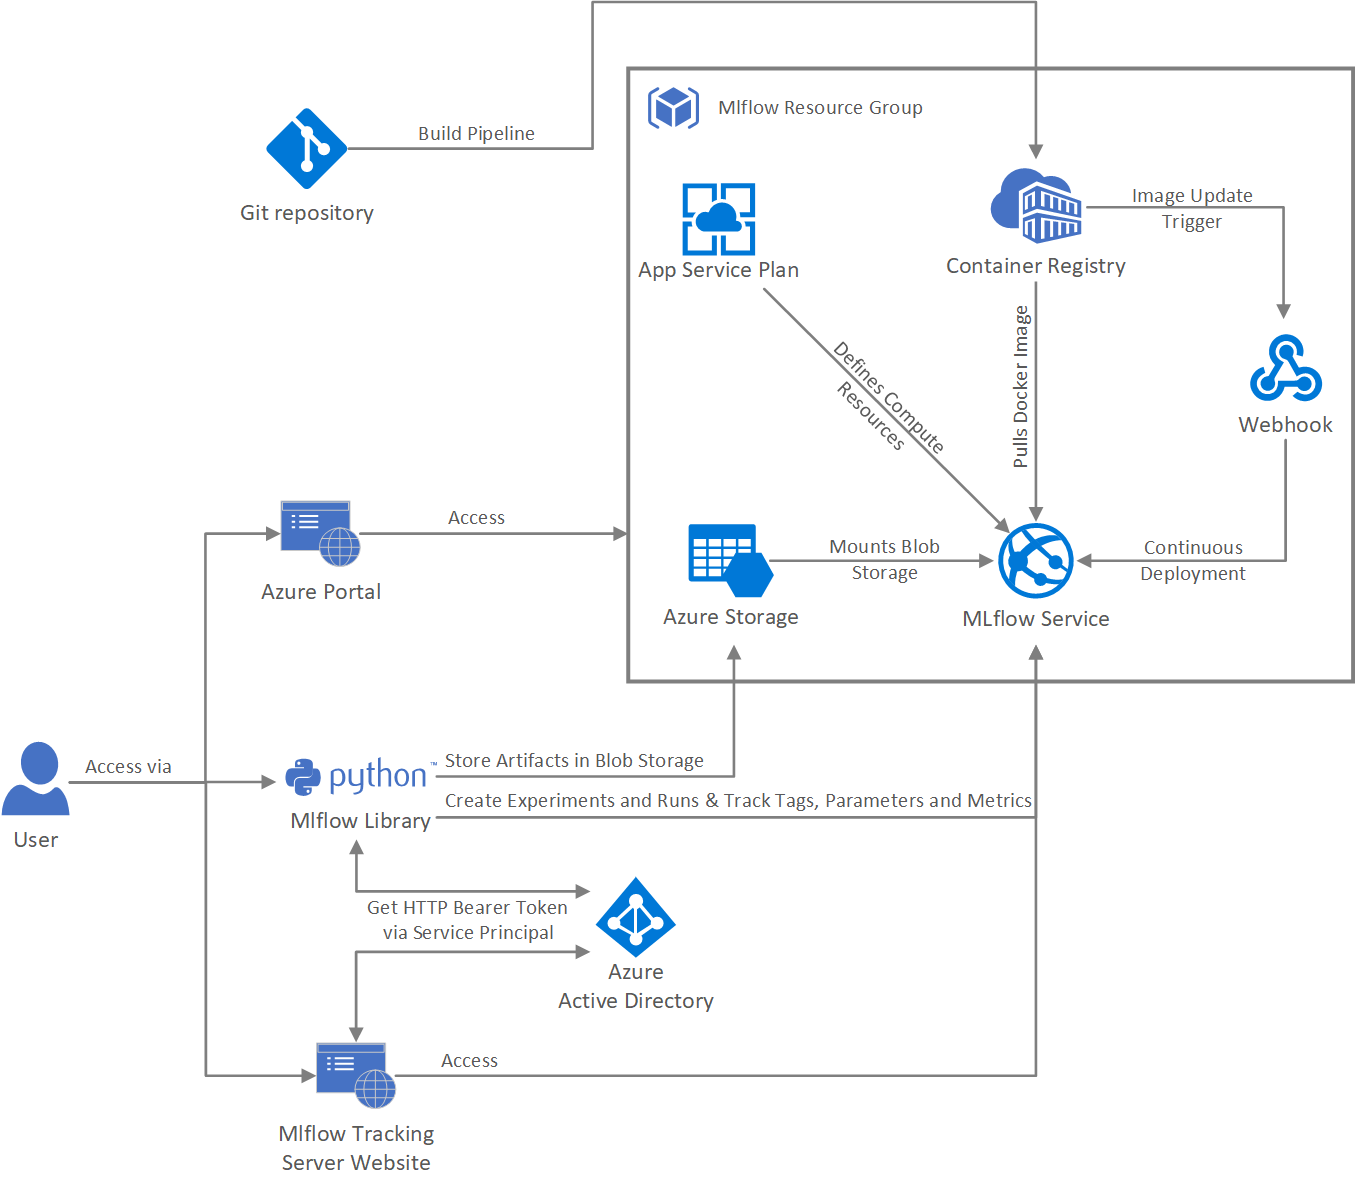 Mlflow Resource Group
Build Pipeline
Git repository
Image Update
Trigger
App Service Plan
Container Registry
Defines Compute
Resources
Pulls Docker Image
Webhook
Access
Azure Portal
Mounts Blob
Storage
Continuous
Deployment
Azure Storage
MLflow Service
Access via
User
python™
Mlflow Library
Store Artifacts in Blob Storage
Create Experiments and Runs & Track Tags, Parameters and Metrics
Get HTTP Bearer Token
via Service Principal
Azure
Active Directory
Access
Mlflow Tracking
Server Website